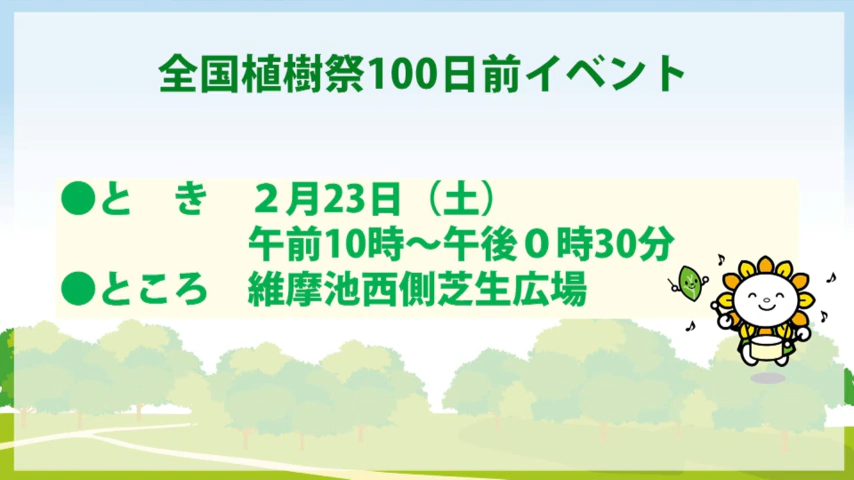 全国植樹祭100日前イベント
●と　き　２月23日（土）
午前10時～午後０時30分
●ところ　維摩池西側芝生広場